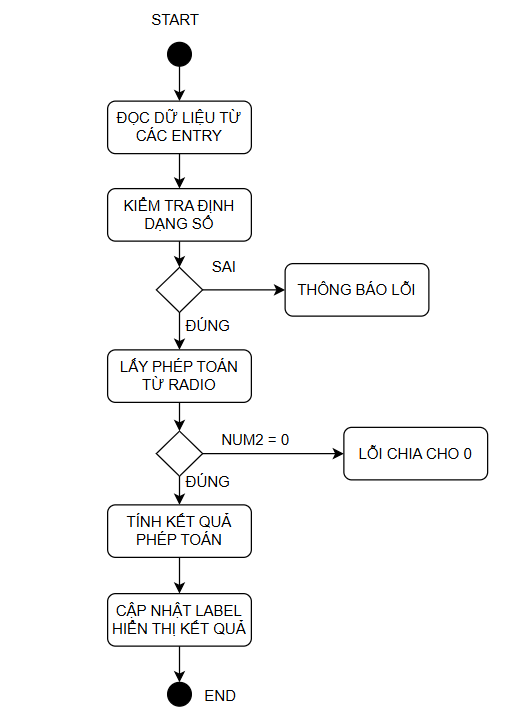 START
ĐỌC DỮ LIỆU TỪ
CÁC ENTRY
KIỂM TRA ĐỊNH
DẠNG SỐ
SAI
THÔNG BÁO LỖI
ĐÚNG
LẤY PHÉP TOÁN
TỪ RADIO
NUM2 = 0
LỖI CHIA CHO 0
ĐÚNG
TÍNH KẾT QUẢ
PHÉP TOÁN
CẬP NHẬT LABEL
HIỂN THỊ KẾT QUẢ
END